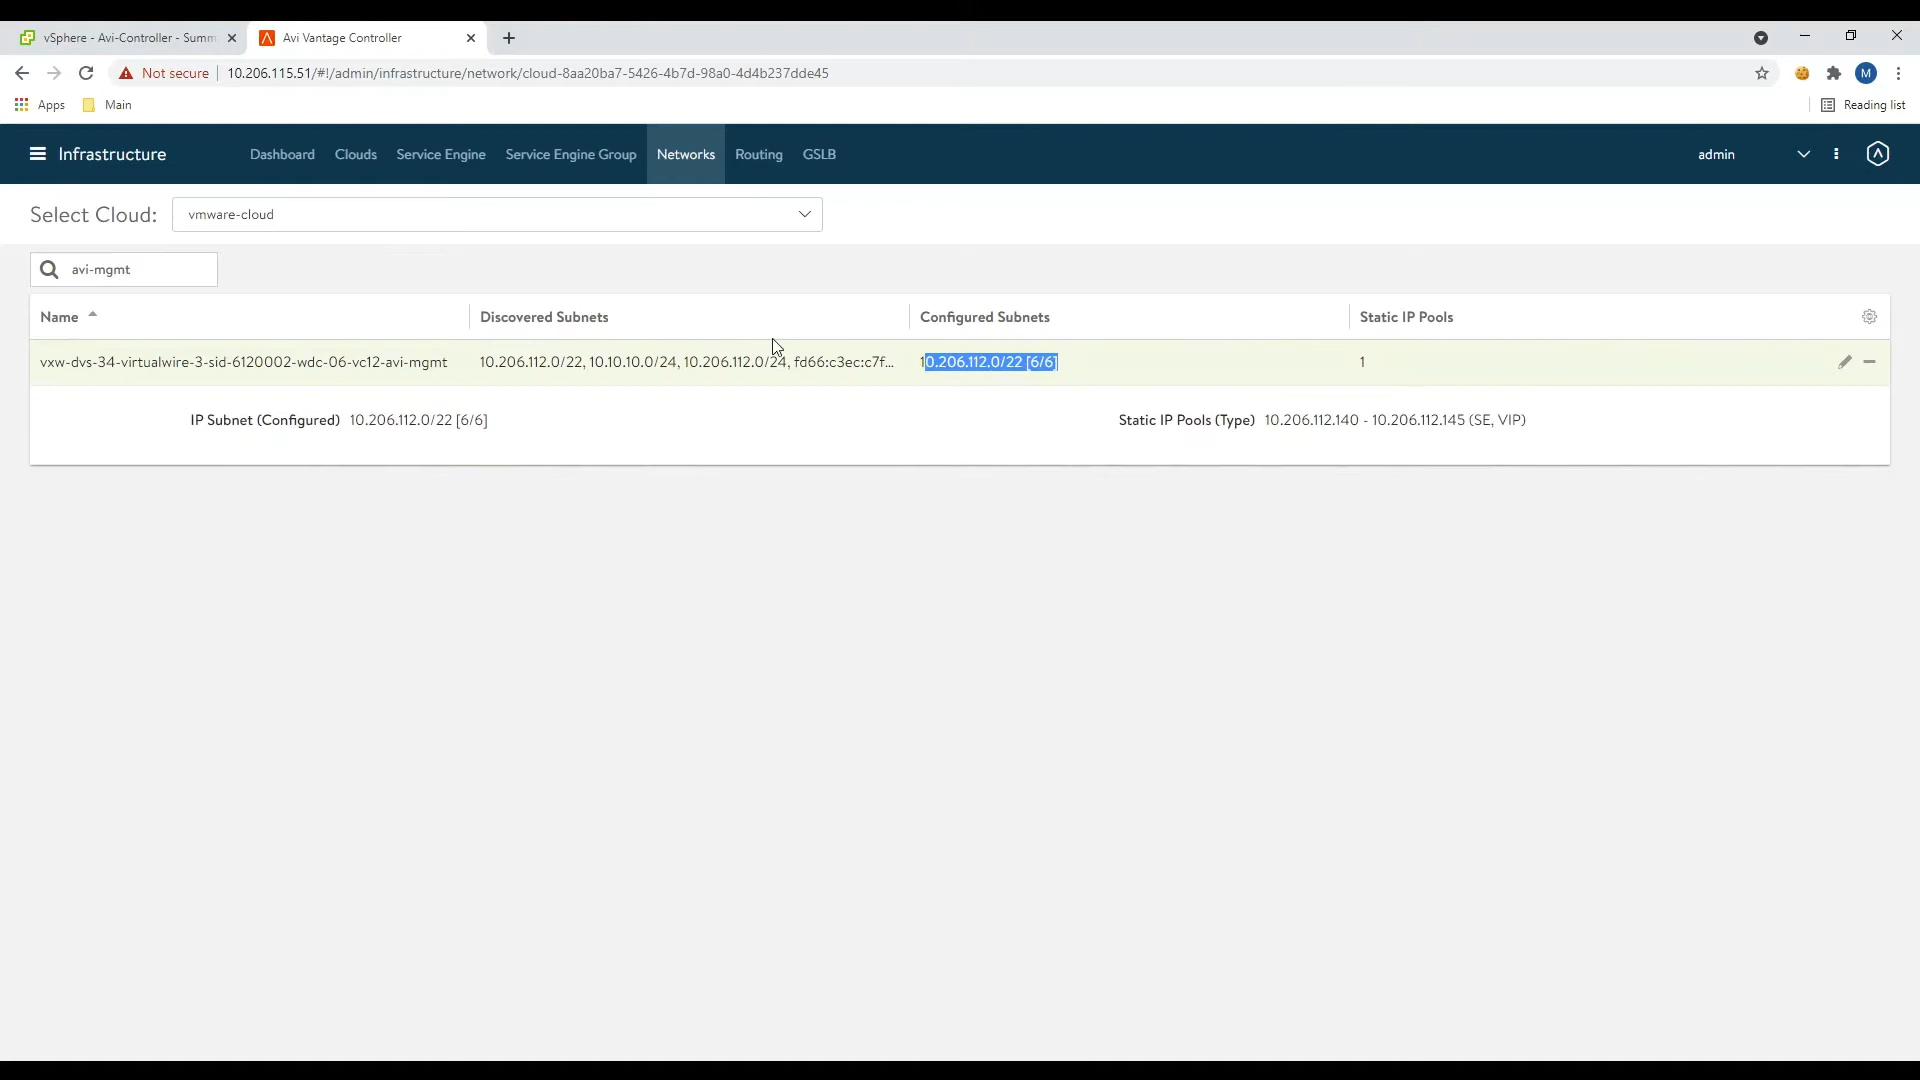 vSphere - Avi-Controller - Summ
Avi Vantage Controller
Not secure
10.206.115.51/#!/admin/infrastructure/network/cloud-8aa20ba7-5426-4b7d-98a0-4d4b237dde45
M
Apps
Main
Reading list
Infrastructure
Dashboard
Clouds
Service Engine
Service Engine Group
Networks
Routing
GSLB
admin
Select Cloud:
vmware-cloud
avi-mgmt
Name
Discovered Subnets
Configured Subnets
Static IP Pools
vxw-dvs-34-virtualwire-3-sid-6120002-wdc-06-vc12-avi-mgmt
10.206.112.0/22, 10.10.10.0/24, 10.206.112.0/24, fd66:c3ec:c7f...
10.206.112.0/22 [6/6]
1
IP Subnet (Configured) 10.206.112.0/22 [6/6]
Static IP Pools (Type) 10.206.112.140 - 10.206.112.145 (SE, VIP)